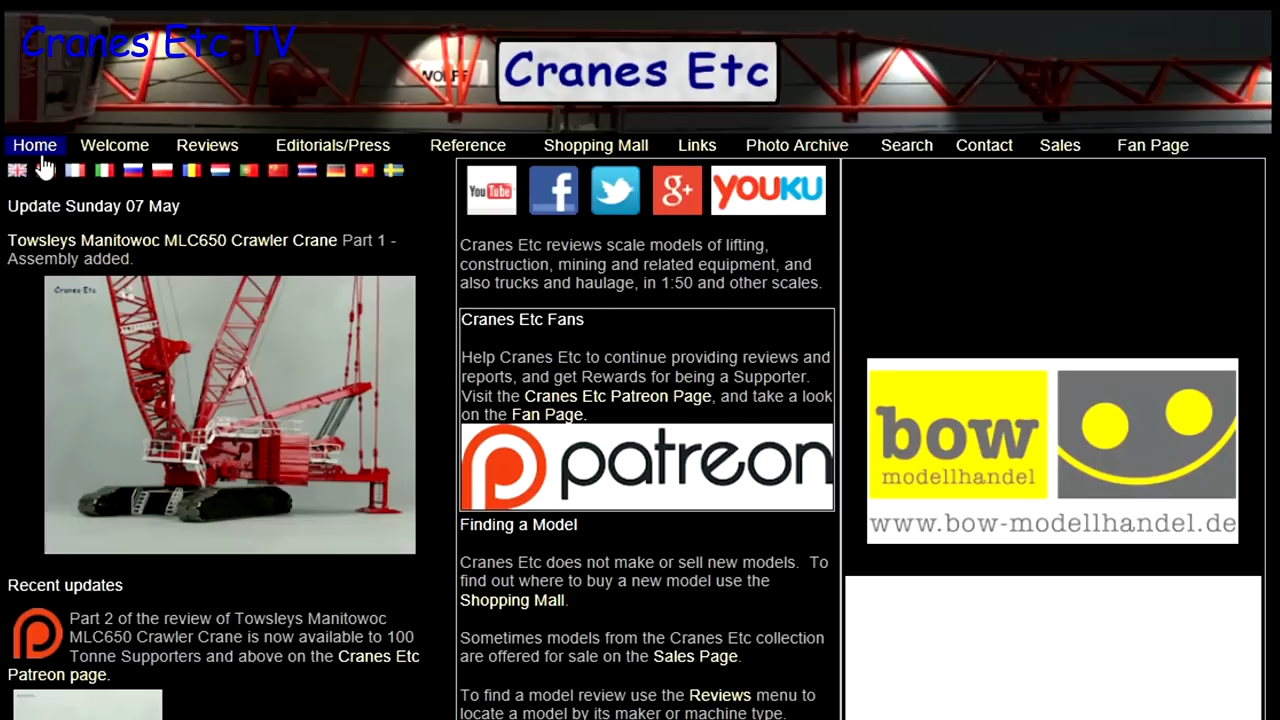 Cranes Etc TV
WOLFF
Cranes Etc
Home Welcome Reviews Editorials/Press Reference Shopping Mall Links Photo Archive Search Contact Sales Fan Page
Update Sunday 07 May
Towsleys Manitowoc MLC650 Crawler Crane Part 1 -
Assembly added.
Cranes Etc
Recent updates
Part 2 of the review of Towsleys Manitowoc
MLC650 Crawler Crane is now available to 100
Tonne Supporters and above on the Cranes Etc
Patreon page.
You Tube
f
g+
YOUKU
Cranes Etc reviews scale models of lifting,
construction, mining and related equipment, and
also trucks and haulage, in 1:50 and other scales.
Cranes Etc Fans
Help Cranes Etc to continue providing reviews and
reports, and get Rewards for being a Supporter.
Visit the Cranes Etc Patreon Page, and take a look
on the Fan Page.
patreon
Finding a Model
Cranes Etc does not make or sell new models. To
find out where to buy a new model use the
Shopping Mall.
Sometimes models from the Cranes Etc collection
are offered for sale on the Sales Page.
To find a model review use the Reviews menu to
locate a model by its maker or machine type.
bow
modellhandel
www.bow-modellhandel.de